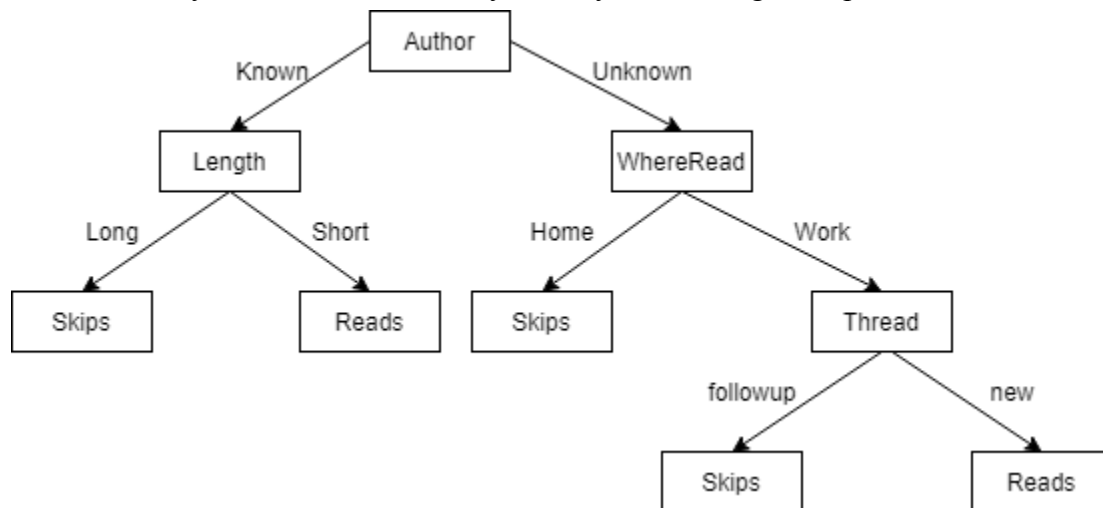 Author
Known Unknown
Length WhereRead
Long Short Home Work
Skips Reads Skips Thread
followup new
Skips Reads